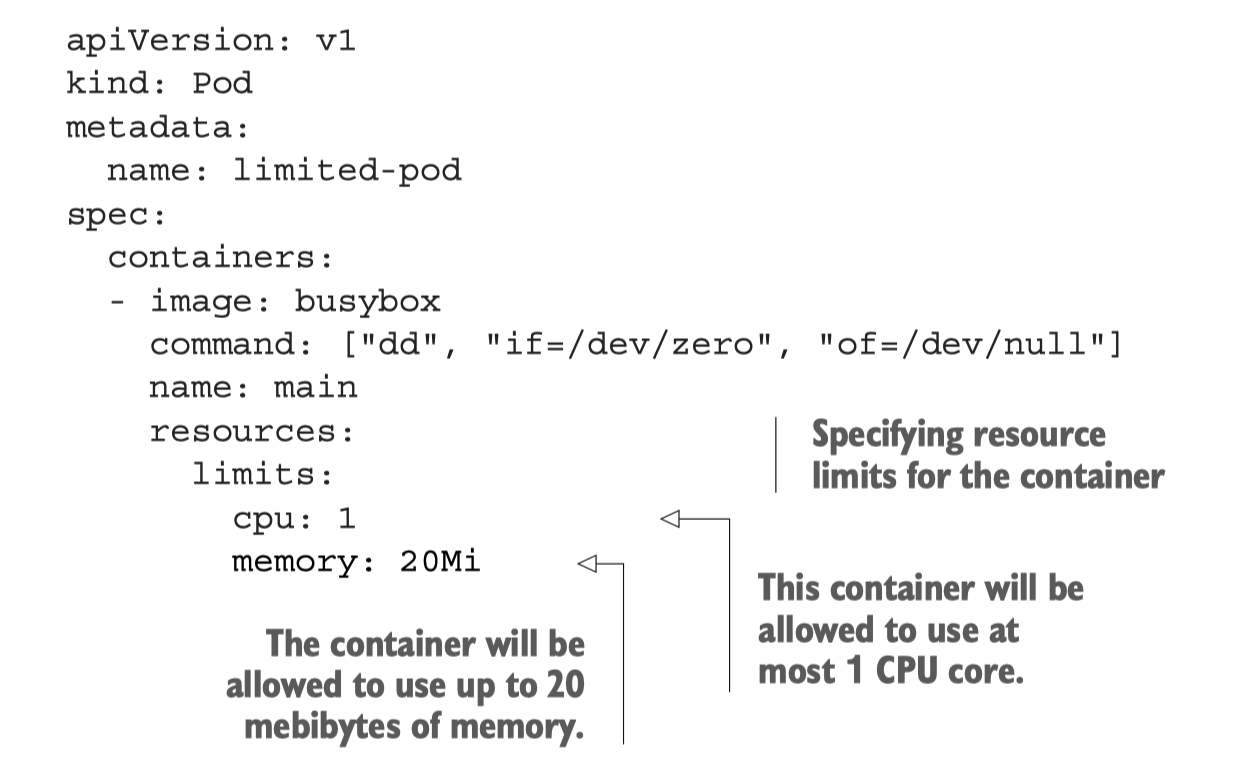 apiVersion: v1
kind: Pod
metadata:
  name: limited-pod
spec:
  containers:
  - image: busybox
    command: ["dd", "if=/dev/zero", "of=/dev/null"]
    name: main
    resources:
      limits:
        cpu: 1
        memory: 20Mi
Specifying resource
limits for the container
This container will be
allowed to use at
most 1 CPU core.
The container will be
allowed to use up to 20
mebibytes of memory.